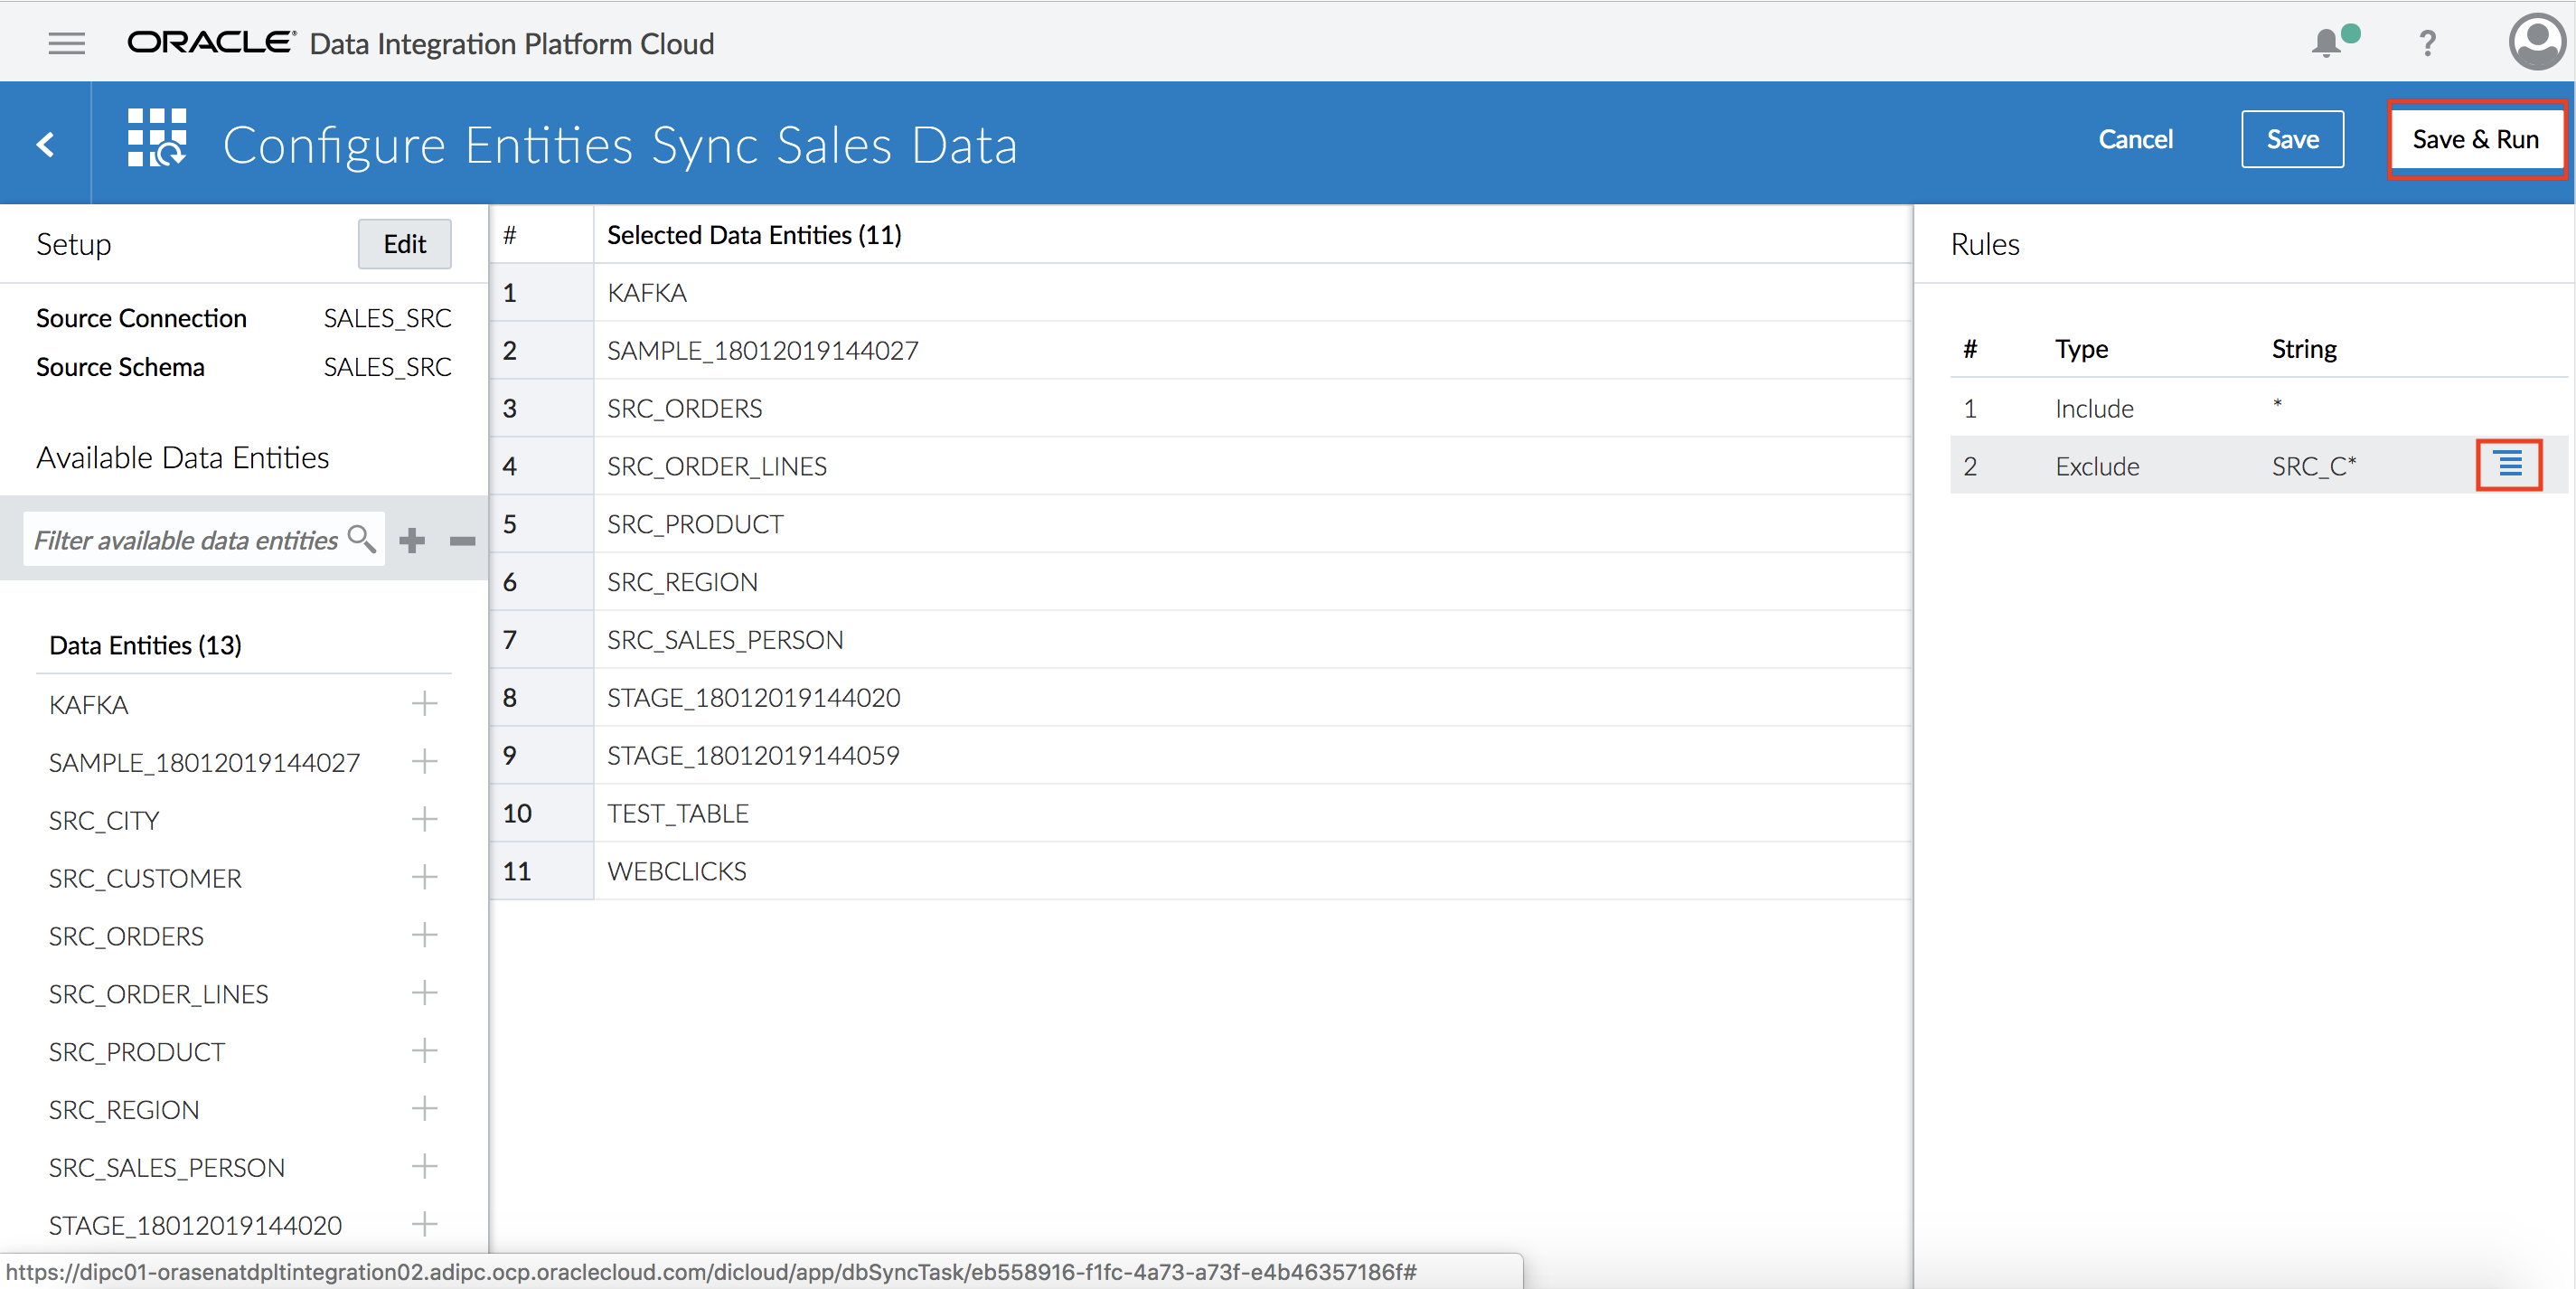 ORACLE Data Integration Platform Cloud ?
Configure Entities Sync Sales Data
Cancel
Save
Save & Run
Setup
Edit
Source Connection SALES_SRC
Source Schema SALES_SRC
Available Data Entities
Filter available data entities
Data Entities (13)
KAFKA
SAMPLE_18012019144027
SRC_CITY
SRC_CUSTOMER
SRC_ORDERS
SRC_ORDER_LINES
SRC_PRODUCT
SRC_REGION
SRC_SALES_PERSON
STAGE_18012019144020
# Selected Data Entities (11)
1 KAFKA
2 SAMPLE_18012019144027
3 SRC_ORDERS
4 SRC_ORDER_LINES
5 SRC_PRODUCT
6 SRC_REGION
7 SRC_SALES_PERSON
8 STAGE_18012019144020
9 STAGE_18012019144059
10 TEST_TABLE
11 WEBCLICKS
Rules
# Type String
1 Include *
2 Exclude SRC_C*
https://dipc01-orasenatdpltintegration02.adipc.ocp.oraclecloud.com/dicloud/app/dbSyncTask/eb558916-f1fc-4a73-a73f-e4b46357186f#